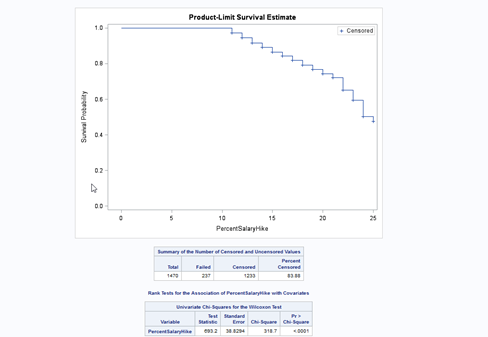 Product-Limit Survival Estimate
+ Censored
1.0
0.8
0.6
0.4
0.2
0.0
Survival Probability
0 5 10 15 20 25
PercentSalaryHike
Summary of the Number of Censored and Uncensored Values
Total Failed Censored Percent Censored
1470 237 1233 83.88
Rank Tests for the Association of PercentSalaryHike with Covariates
Univariate Chi-Squares for the Wilcoxon Test
Variable Test Statistic Standard Error Chi-Square Pr > Chi-Square
PercentSalaryHike 693.2 38.8294 318.7 <.0001